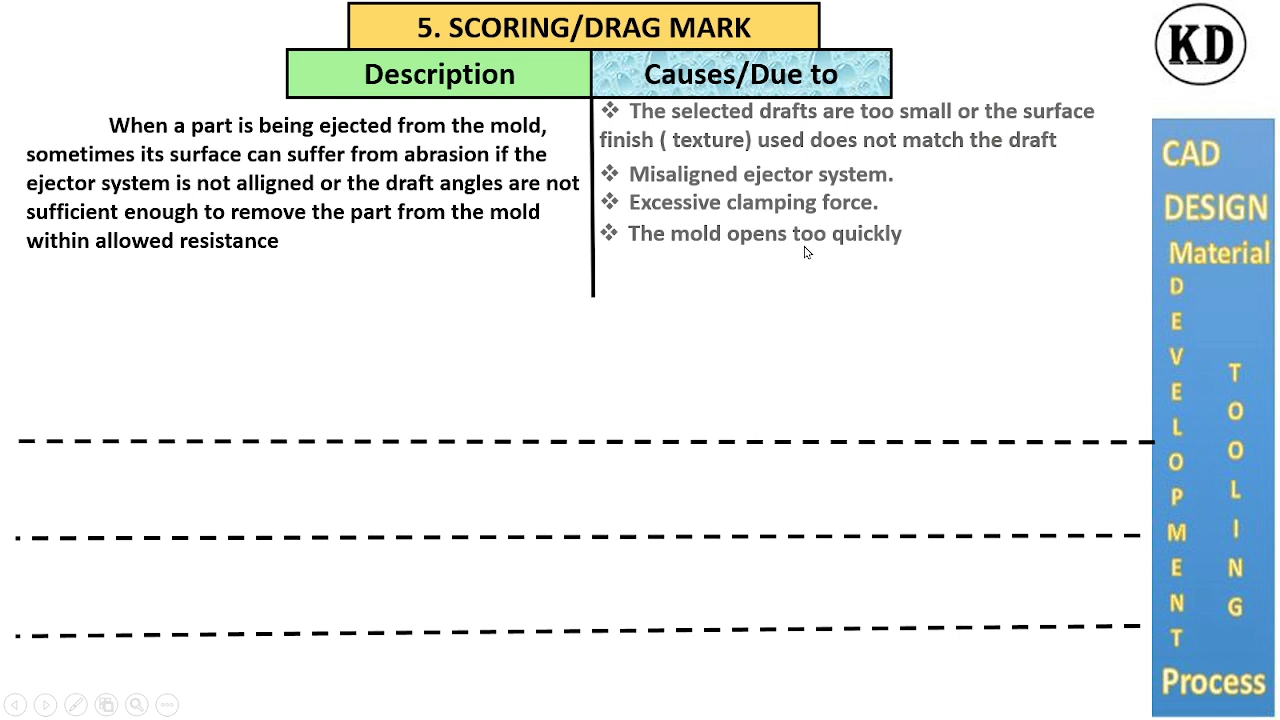 5. SCORING/DRAG MARK
Description
Causes/Due to
When a part is being ejected from the mold,
sometimes its surface can suffer from abrasion if the
ejector system is not alligned or the draft angles are not
sufficient enough to remove the part from the mold
within allowed resistance
❖ The selected drafts are too small or the surface
finish ( texture) used does not match the draft
❖ Misaligned ejector system.
❖ Excessive clamping force.
❖ The mold opens too quickly
KD
CAD
DESIGN
Material
DEVELOPMENT
TOOLING
Process